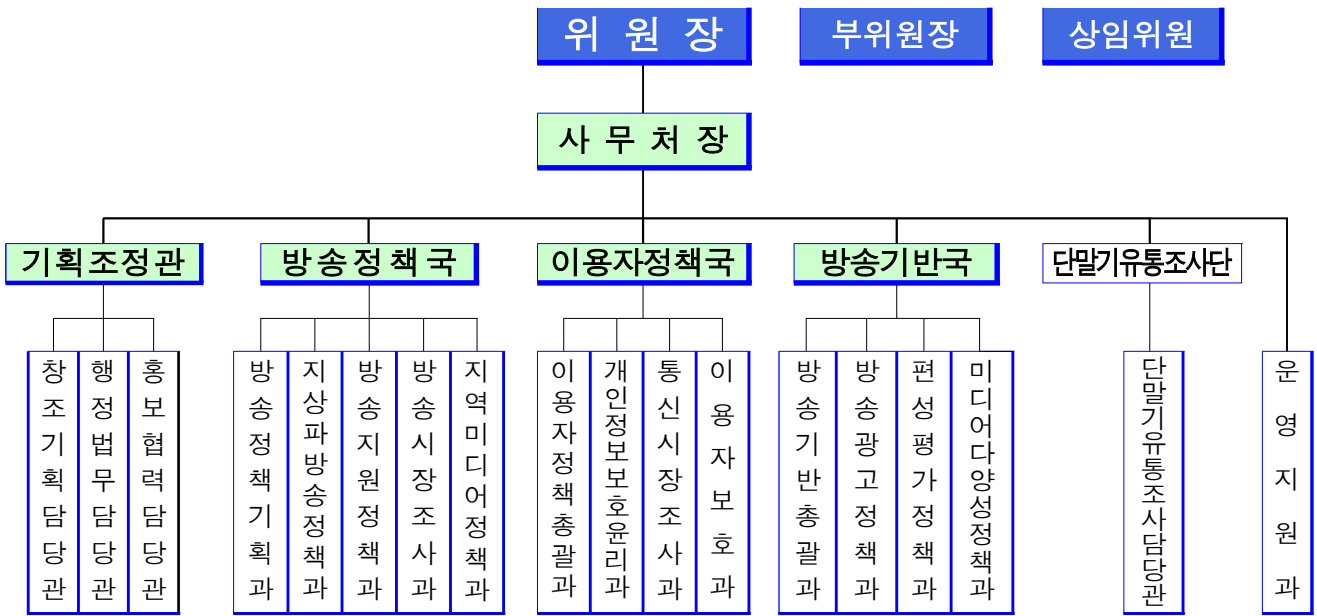 위 원 장
부위원장
상임위원
사 무 처 장
기획조정관
방송정책국
이용자정책국
방송기반국
단말기유통조사단
창조기획담당관
행정법무담당관
홍보협력담당관
방송정책기획과
지상파방송정책과
방송지원정책과
방송시장조사과
지역미디어정책과
이용자정책총괄과
개인정보보호윤리과
통신시장조사과
이용자보호과
방송기반총괄과
방송광고정책과
편성평가정책과
미디어다양성정책과
단말기유통조사담당관
운영지원과